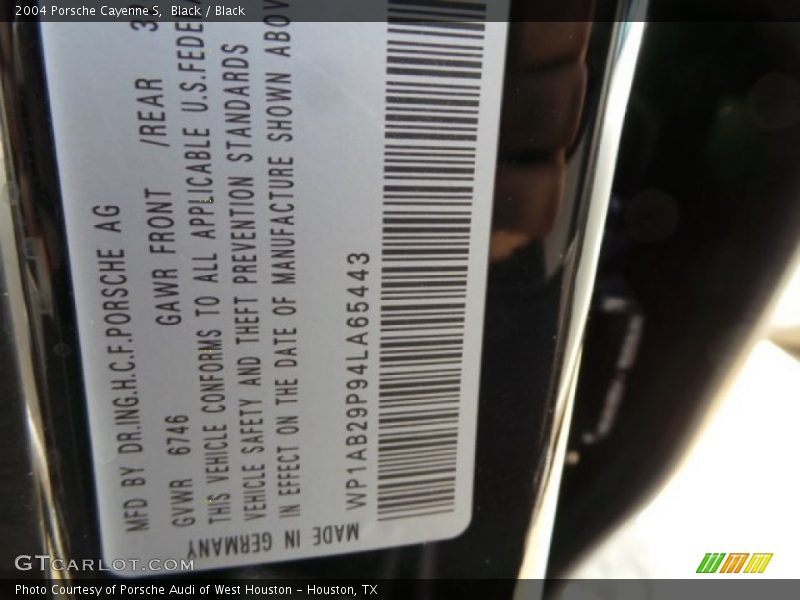 2004 Porsche Cayenne S,  Black / Black
MFD BY DR.ING.H.C.F.PORSCHE AG
GVWR 6746 GAWR FRONT /REAR
THIS VEHICLE CONFORMS TO ALL APPLICABLE U.S.
VEHICLE SAFETY AND THEFT PREVENTION STANDARDS
IN EFFECT ON THE DATE OF MANUFACTURE SHOWN
WP1AB29P94LA65443
MADE IN GERMANY
GTCARLOT.COM
Photo Courtesy of Porsche Audi of West Houston – Houston, TX